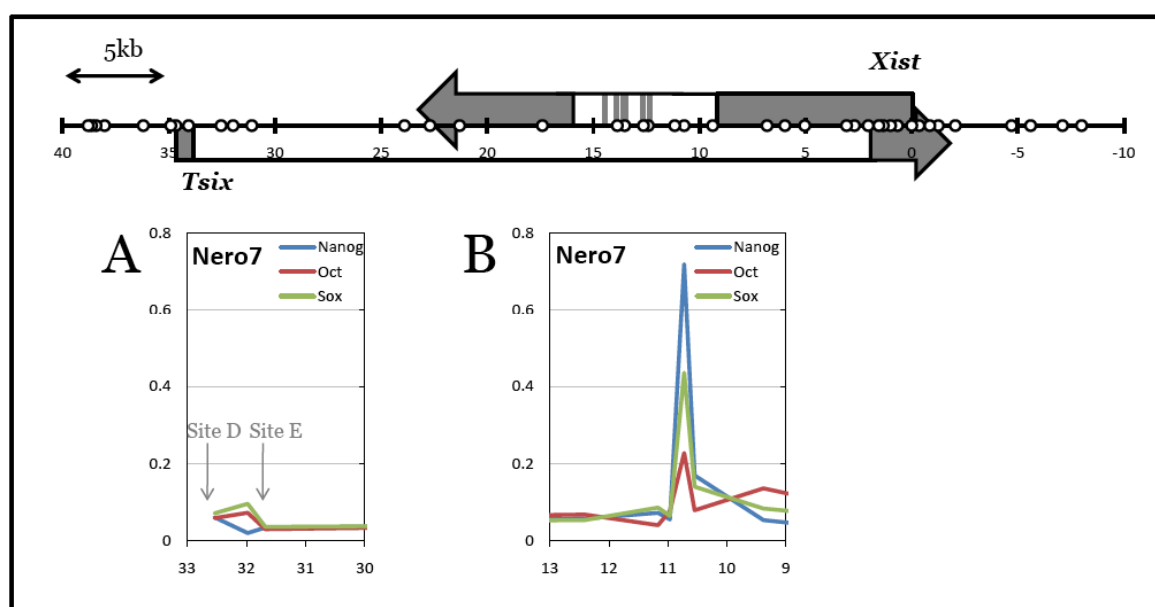 5kb
Xist
40 35 30 25 20 15 10 5 0 -5 -10
Tsix
A
Nero7
Nanog
Oct
Sox
0.8
0.6
0.4
0.2
0
Site D Site E
33 32 31 30
B
Nero7
Nanog
Oct
Sox
0.8
0.6
0.4
0.2
0
13 12 11 10 9